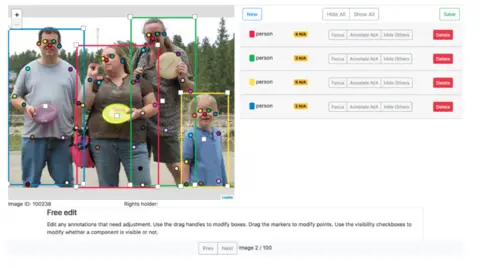 +
−
New
Hide All Show All
Save
person 4 N/A Focus Annotate N/A Hide Others Delete
person 3 N/A Focus Annotate N/A Hide Others Delete
person 5 N/A Focus Annotate N/A Hide Others Delete
person 2 N/A Focus Annotate N/A Hide Others Delete
Leaflet
Image ID: 100238 Rights holder:
Free edit
Edit any annotations that need adjustment. Use the drag handles to modify boxes. Drag the markers to modify points. Use the visibility checkboxes to
modify whether a component is visible or not.
Prev Next Image 2 / 100